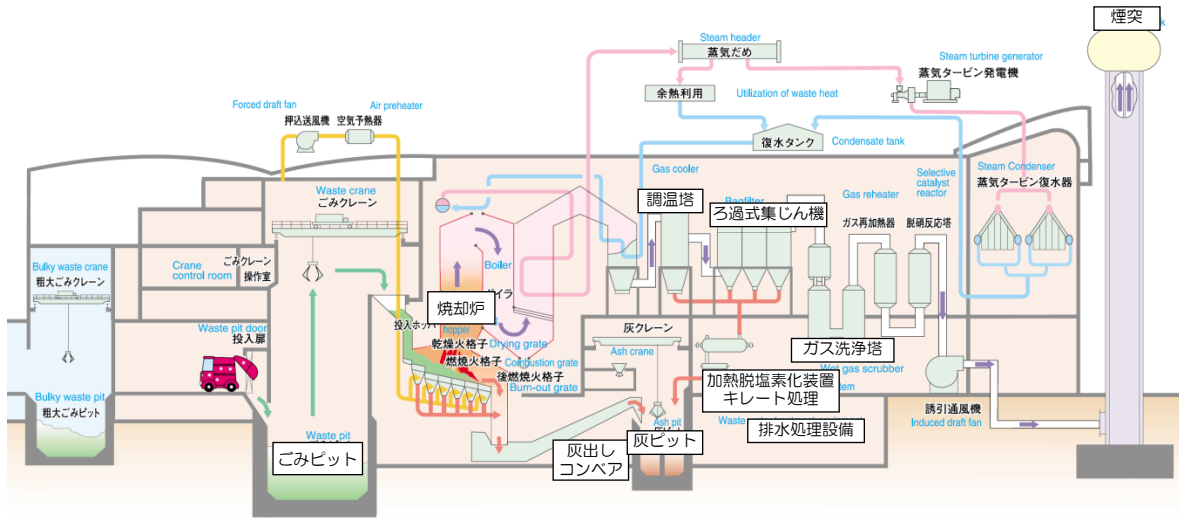 煙突
Steam header
蒸気だめ
Steam turbine generator
蒸気タービン発電機
余熱利用
Utilization of waste heat
Forced draft fan
押込送風機
Air preheater
空気予熱器
復水タンク
Condensate tank
Gas cooler
調温塔
Bagfilter
ろ過式集じん機
Gas reheater
ガス再加熱器
Selective
catalyst
reactor
脱硝反応塔
Steam Condenser
蒸気タービン復水器
Waste crane
ごみクレーン
Bulky waste crane
粗大ごみクレーン
Crane
control room
ごみクレーン
操作室
Boiler
焼却炉
投入ホッパ
hopper
乾燥火格子
Drying grate
燃焼火格子
Combustion grate
後燃焼火格子
Burn-out grate
灰クレーン
Ash crane
Waste pit door
投入扉
ガス洗浄塔
Wet gas scrubber
加熱脱塩素化装置
キレート処理
誘引通風機
Induced draft fan
Bulky waste pit
粗大ごみピット
Waste pit
ごみピット
灰出し
コンベア
Ash pit
灰ピット
Waste
排水処理設備